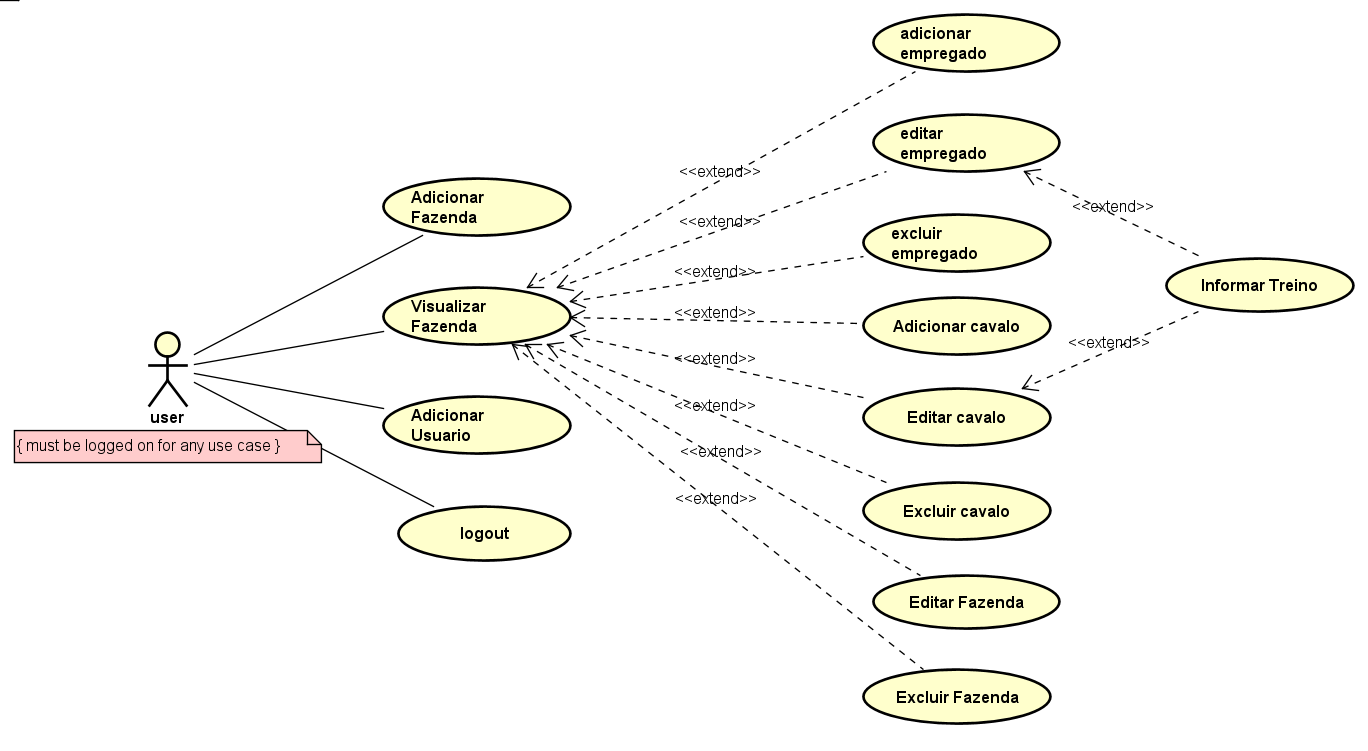 adicionar
empregado
editar
empregado
<<extend>>
Adicionar
Fazenda
<<extend>>
<<extend>>
excluir
empregado
<<extend>>
Informar Treino
Visualizar
Fazenda
<<extend>>
Adicionar cavalo
<<extend>>
<<extend>>
<<extend>>
Editar cavalo
user
Adicionar
Usuario
{ must be logged on for any use case }
<<extend>>
<<extend>>
Excluir cavalo
logout
Editar Fazenda
Excluir Fazenda